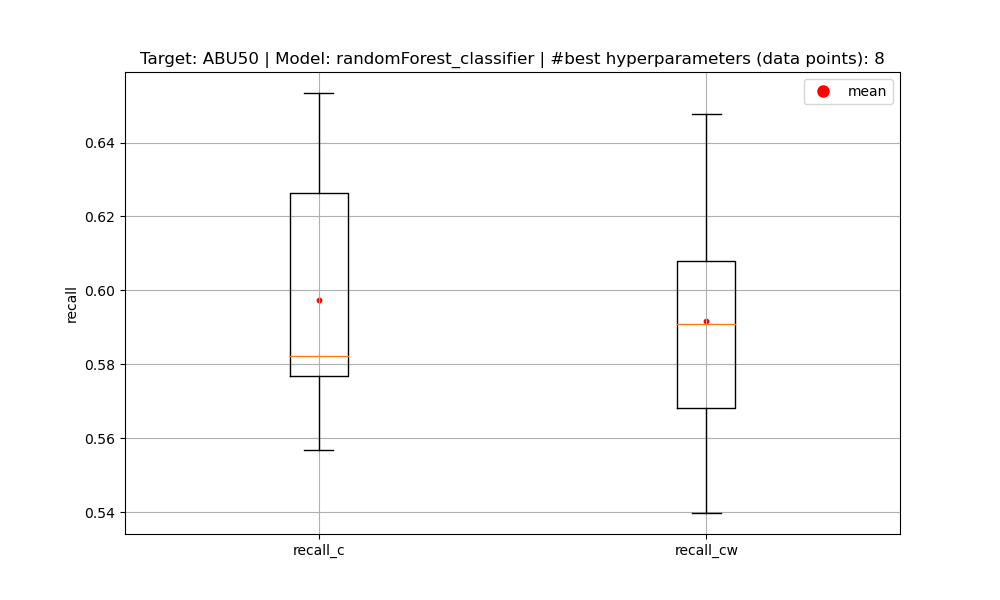 Target: ABU50 | Model: randomForest_classifier | #best hyperparameters (data points): 8
mean
0.64
0.62
0.60
0.58
0.56
0.54
recall
recall_c
recall_cw